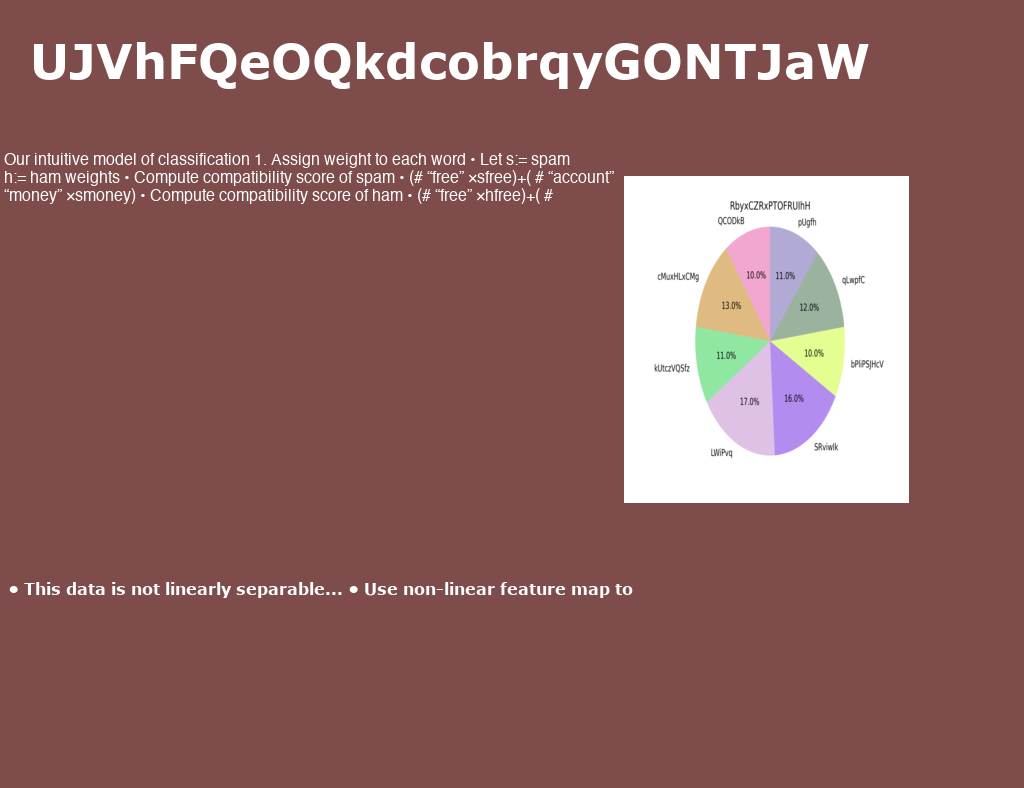 UJVhFQeOQkdcobrqyGONTJaW
Our intuitive model of classification 1. Assign weight to each word • Let s:= spam
h:= ham weights • Compute compatibility score of spam • (# “free” ×sfree)+( # “account”
“money” ×smoney) • Compute compatibility score of ham • (# “free” ×hfree)+( #
RbyxCZRxPTOFRUIhH
QCODkB
pUgfh
cMuxHLxCMg
qLwpfC
10.0%
11.0%
13.0%
12.0%
11.0%
10.0%
kUtczVQSfz
bPliPSJHcV
17.0%
16.0%
LWiPvq
SRviwlk
• This data is not linearly separable... • Use non-linear feature map to